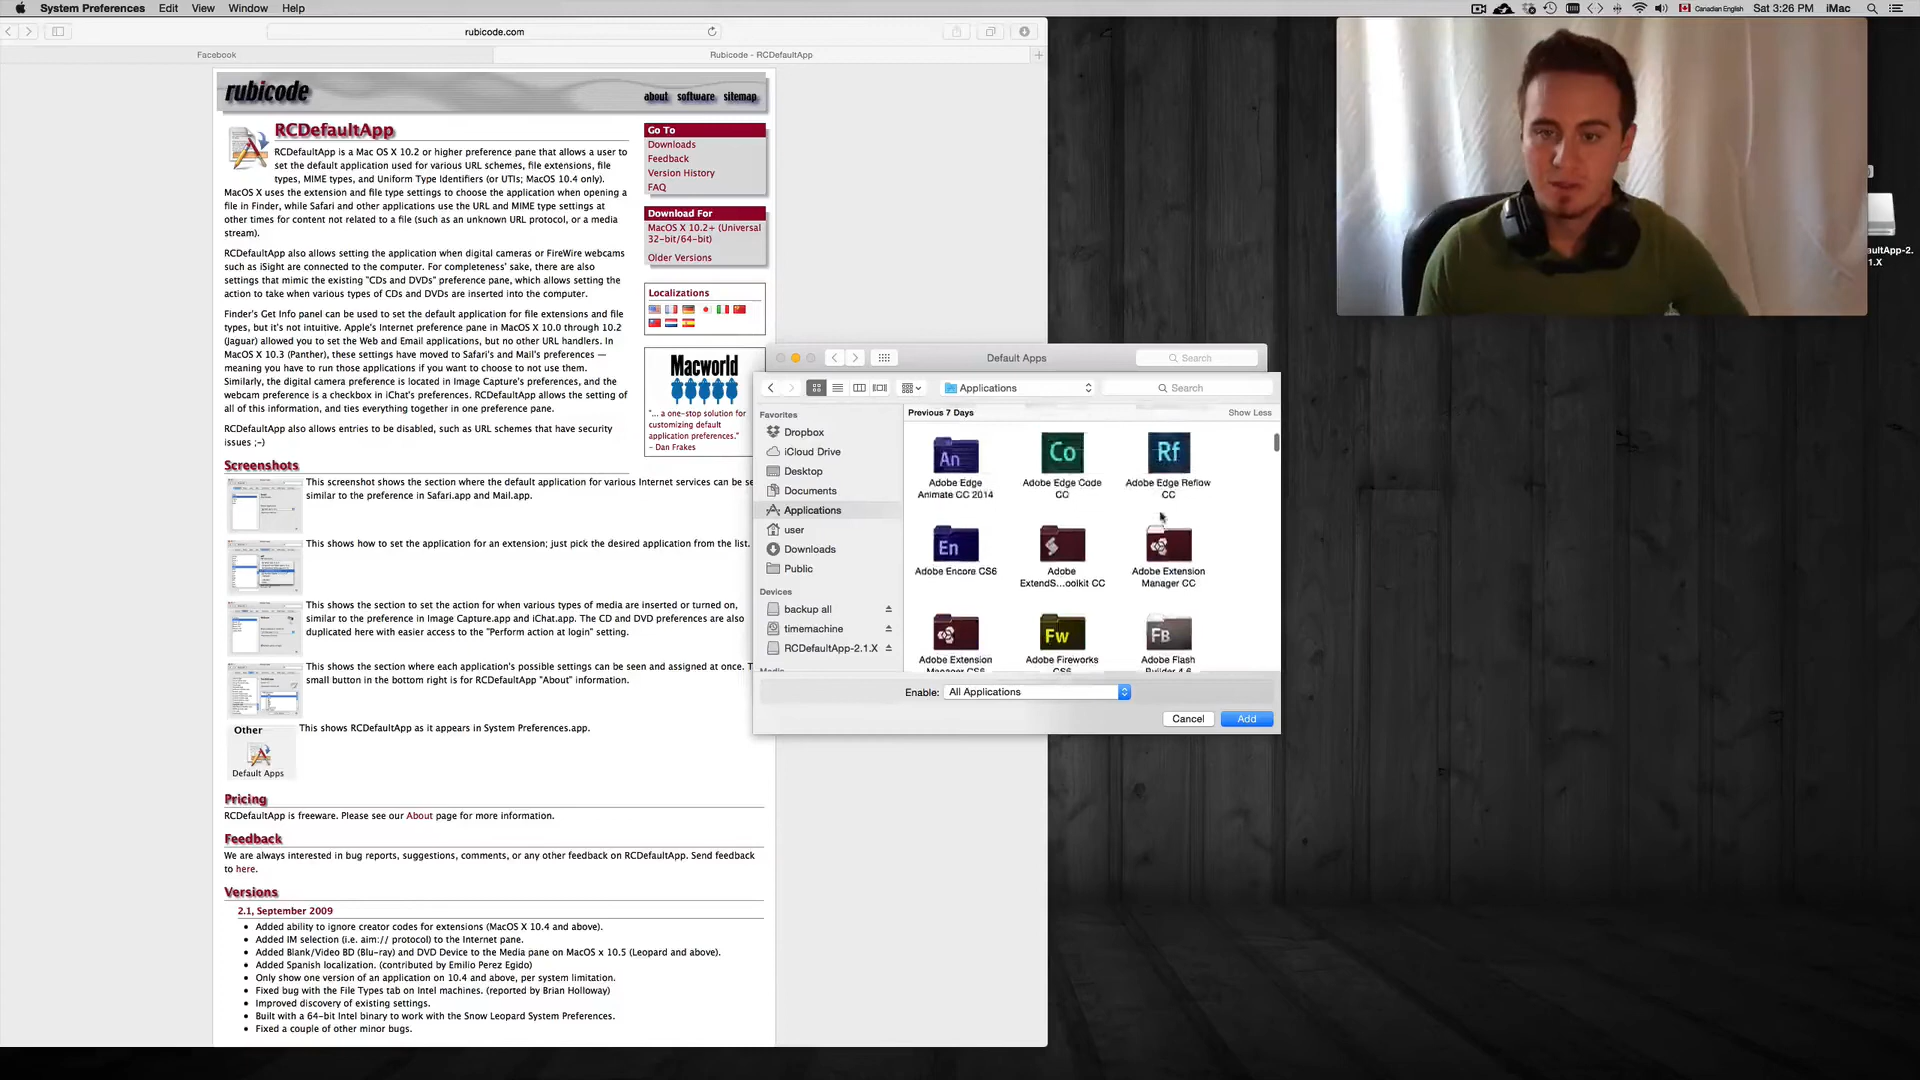 System Preferences Edit View Window Help
Canadian English Sat 3:26 PM iMac
rubicode.com
Facebook
Rubicode - RCDefaultApp
rubicode
about software sitemap
RCDefaultApp
RCDefaultApp is a Mac OS X 10.2 or higher preference pane that allows a user to
set the default application used for various URL schemes, file extensions, file
types, MIME types, and Uniform Type Identifiers (or UTIs; MacOS 10.4 only).
MacOS X uses the extension and file type settings to choose the application when opening a
file in Finder, while Safari and other applications use the URL and MIME type settings at
other times for content not related to a file (such as an unknown URL protocol, or a media
stream).
RCDefaultApp also allows setting the application when digital cameras or FireWire webcams
such as iSight are connected to the computer. For completeness' sake, there are also
settings that mimic the existing "CDs and DVDs" preference pane, which allows setting the
action to take when various types of CDs and DVDs are inserted into the computer.
Finder's Get Info panel can be used to set the default application for file extensions and file
types, but it's not intuitive. Apple's Internet preference pane in MacOS X 10.0 through 10.2
(Jaguar) allowed you to set the Web and Email applications, but no other URL handlers. In
MacOS X 10.3 (Panther), these settings have moved to Safari's and Mail's preferences —
meaning you have to run those applications if you want to choose to not use them.
Similarly, the digital camera preference is located in Image Capture's preferences, and the
webcam preference is a checkbox in iChat's preferences. RCDefaultApp allows the setting of
all of this information, and ties everything together in one preference pane.
RCDefaultApp also allows entries to be disabled, such as URL schemes that have security
issues ;-)
Go To
Downloads
Feedback
Version History
FAQ
Download For
MacOS X 10.2+ (Universal
32-bit/64-bit)
Older Versions
Localizations
Macworld
"... a one-stop solution for
customizing default
application preferences."
- Dan Frakes
Screenshots
This screenshot shows the section where the default application for various Internet services can be se
similar to the preference in Safari.app and Mail.app.
This shows how to set the application for an extension; just pick the desired application from the list.
This shows the section to set the action for when various types of media are inserted or turned on,
similar to the preference in Image Capture.app and iChat.app. The CD and DVD preferences are also
duplicated here with easier access to the "Perform action at login" setting.
This shows the section where each application's possible settings can be seen and assigned at once. T
small button in the bottom right is for RCDefaultApp "About" information.
Other
Default Apps
This shows RCDefaultApp as it appears in System Preferences.app.
Pricing
RCDefaultApp is freeware. Please see our About page for more information.
Feedback
We are always interested in bug reports, suggestions, comments, or any other feedback on RCDefaultApp. Send feedback
to here.
Versions
2.1, September 2009
• Added ability to ignore creator codes for extensions (MacOS X 10.4 and above).
• Added IM selection (i.e. aim:// protocol) to the Internet pane.
• Added Blank/Video BD (Blu-ray) and DVD Device to the Media pane on MacOS x 10.5 (Leopard and above).
• Added Spanish localization. (contributed by Emilio Perez Egido)
• Only show one version of an application on 10.4 and above, per system limitation.
• Fixed bug with the File Types tab on Intel machines. (reported by Brian Holloway)
• Improved discovery of existing settings.
• Built with a 64-bit Intel binary to work with the Snow Leopard System Preferences.
• Fixed a couple of other minor bugs.
Default Apps
Search
Applications
Search
Favorites
Dropbox
iCloud Drive
Desktop
Documents
Applications
user
Downloads
Public
Devices
backup all
timemachine
RCDefaultApp-2.1.X
Media
Previous 7 Days Show Less
An Co Rf
Adobe Edge Adobe Edge Code Adobe Edge Reflow
Animate CC 2014 CC CC
En
Adobe Encore CS6 Adobe Adobe Extension
ExtendS...oolkit CC Manager CC
Fw FB
Adobe Extension Adobe Fireworks Adobe Flash
Manager CS6 CS6 Builder 4.6
Enable: All Applications
Cancel Add
aultApp-2.
1.X